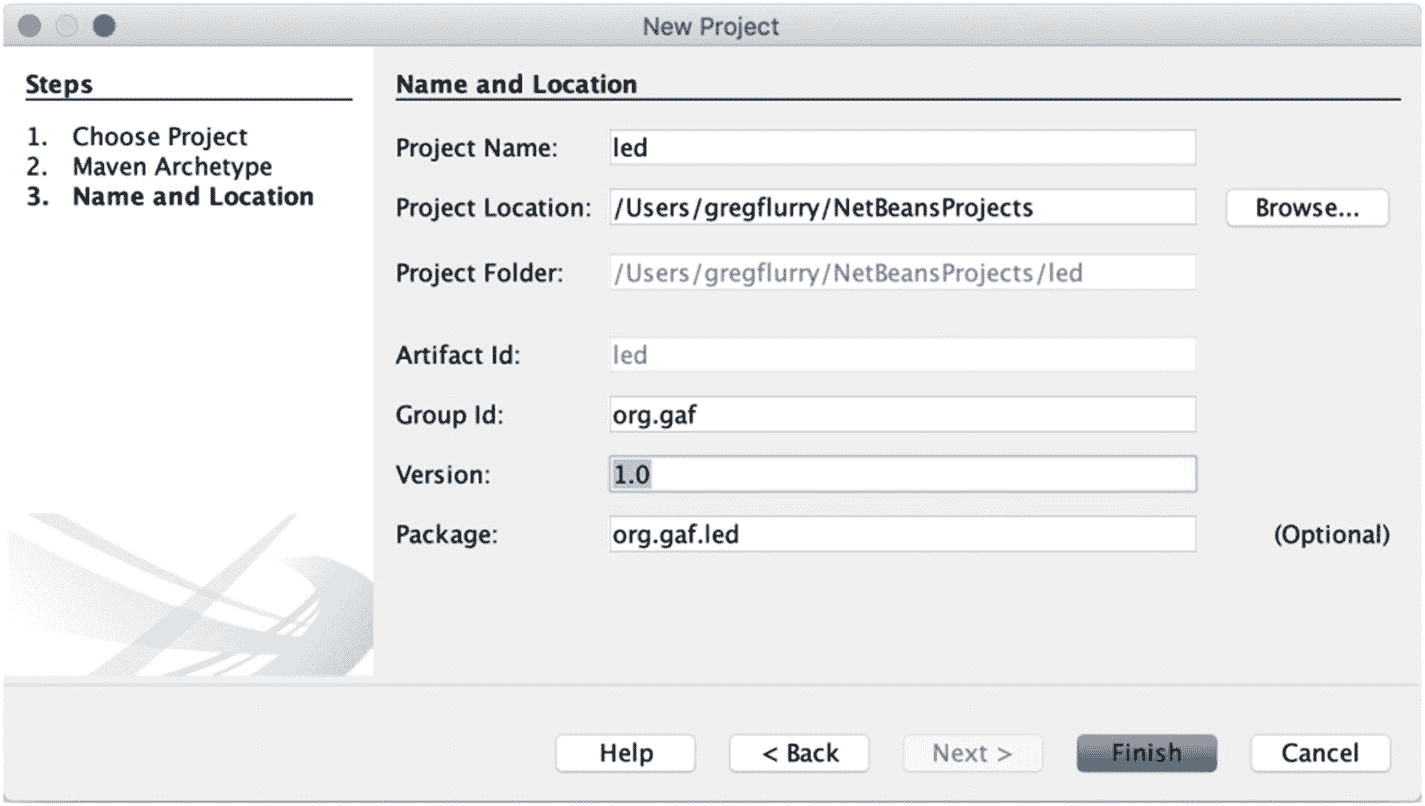 New Project
Steps
1. Choose Project
2. Maven Archetype
3. Name and Location
Name and Location
Project Name: led
Project Location: /Users/gregflurry/NetBeansProjects Browse...
Project Folder: /Users/gregflurry/NetBeansProjects/led
Artifact Id: led
Group Id: org.gaf
Version: 1.0
Package: org.gaf.led (Optional)
Help < Back Next > Finish Cancel